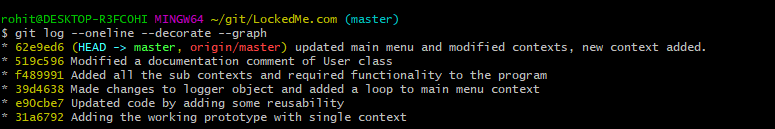 rohit@DESKTOP-R3FCOHI MINGW64 ~/git/LockedMe.com (master)
$ git log --oneline --decorate --graph
* 62e9ed6 (HEAD -> master, origin/master) updated main menu and modified contexts, new context added.
* 519c596 Modified a documentation comment of User class
* f489991 Added all the sub contexts and required functionality to the program
* 39d4638 Made changes to logger object and added a loop to main menu context
* e90cbe7 Updated code by adding some reusability
* 31a6792 Adding the working prototype with single context